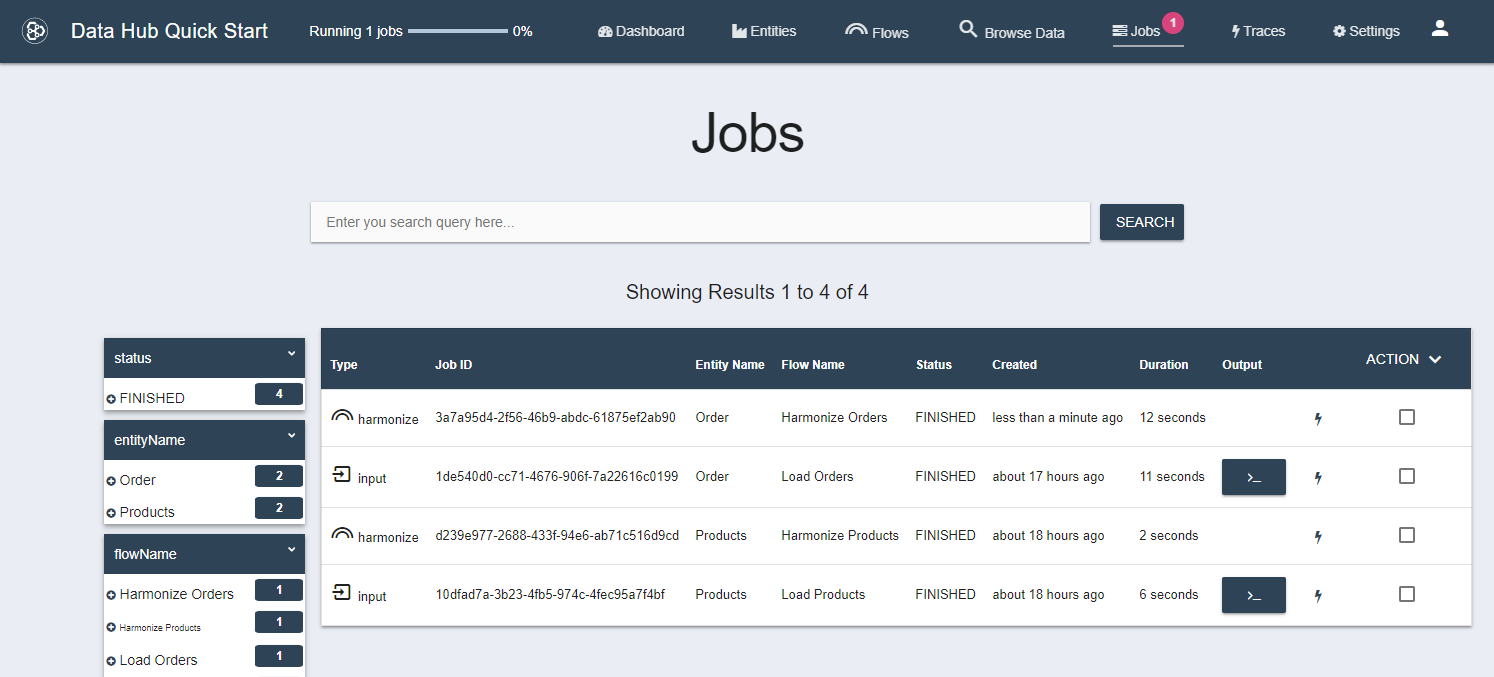 Data Hub Quick Start Running 1 jobs 0% Dashboard Entities Flows Browse Data Jobs 1 Traces Settings
Jobs
Enter you search query here... SEARCH
Showing Results 1 to 4 of 4
status
FINISHED 4
entityName
Order 2
Products 2
flowName
Harmonize Orders 1
Harmonize Products 1
Load Orders 1
Type Job ID Entity Name Flow Name Status Created Duration Output ACTION
harmonize 3a7a95d4-2f56-46b9-abdc-61875ef2ab90 Order Harmonize Orders FINISHED less than a minute ago 12 seconds
input 1de540d0-cc71-4676-906f-7a22616c0199 Order Load Orders FINISHED about 17 hours ago 11 seconds >_
harmonize d239e977-2688-433f-94e6-ab71c516d9cd Products Harmonize Products FINISHED about 18 hours ago 2 seconds
input 10dfad7a-3b23-4fb5-974c-4fec95a7f4bf Products Load Products FINISHED about 18 hours ago 6 seconds >_